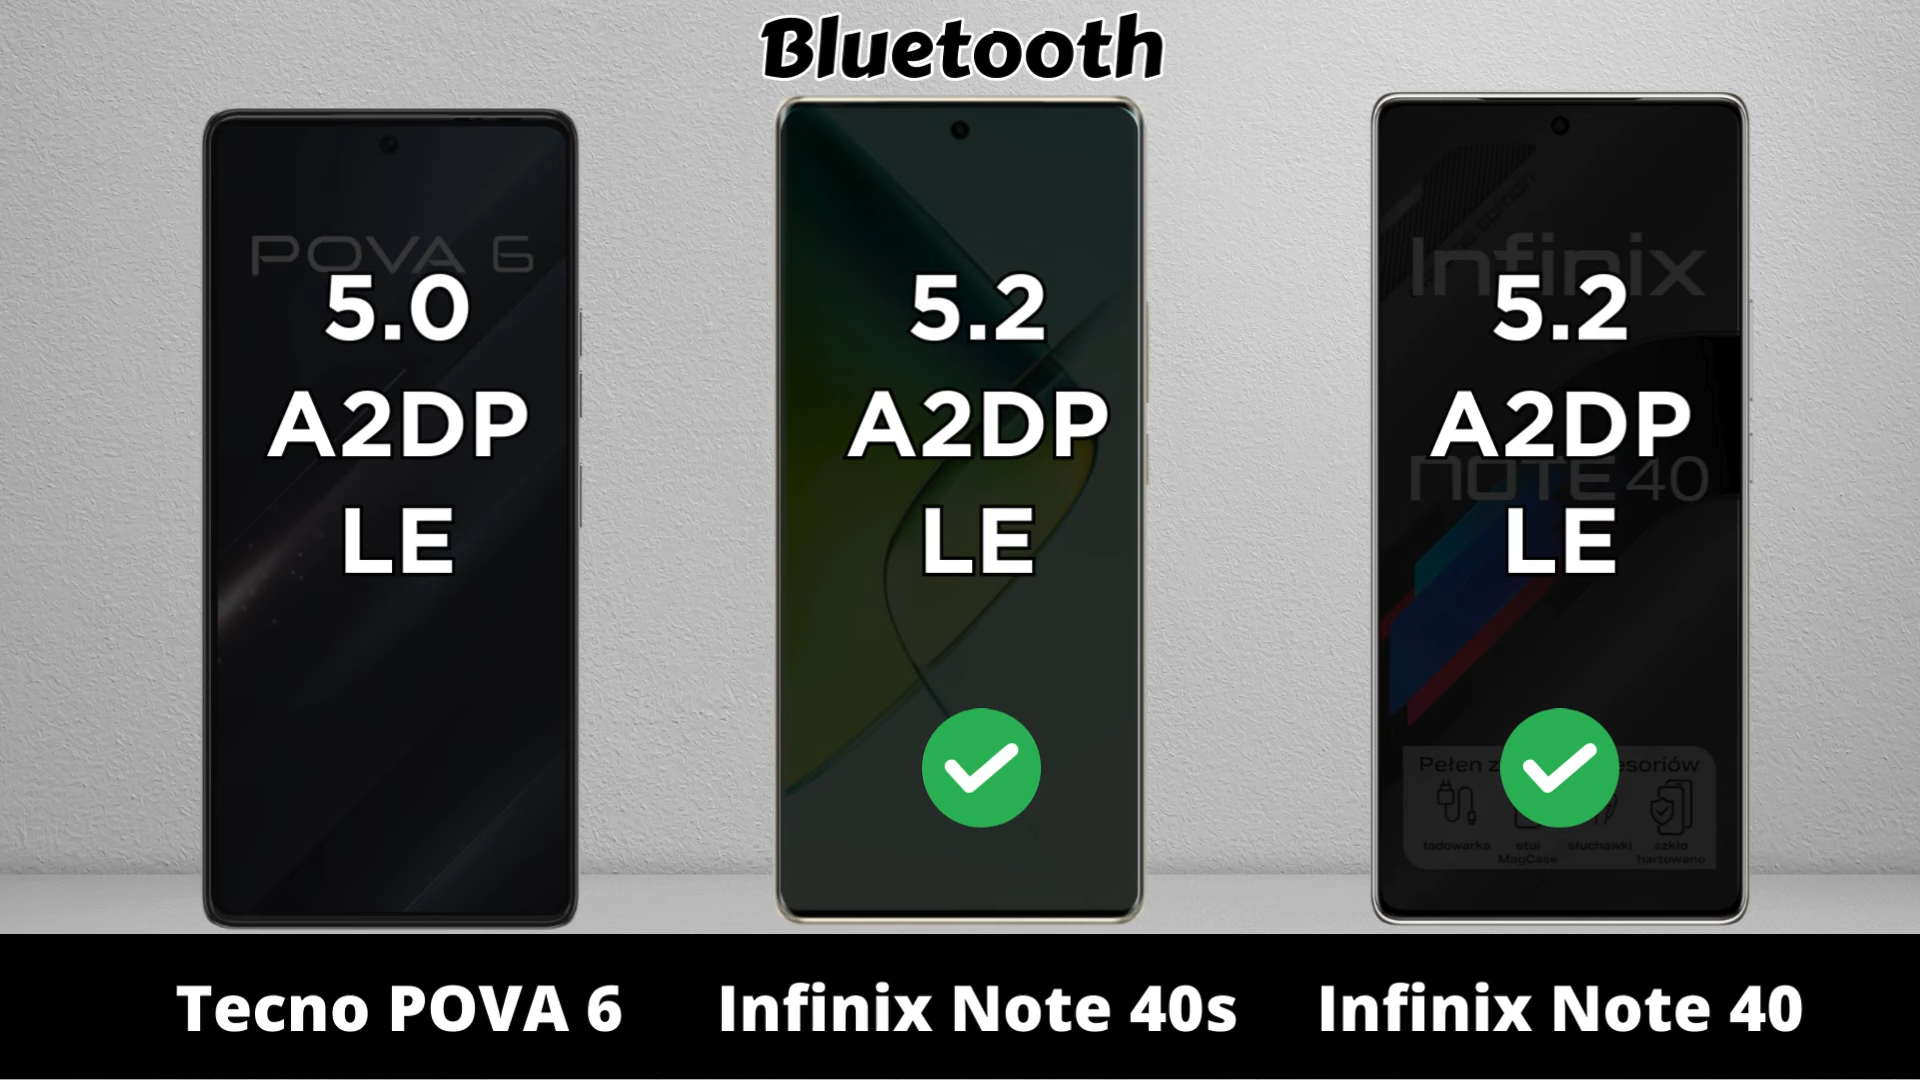 Bluetooth
POVA 6
5.0
A2DP
LE
5.2
A2DP
LE
Infinix
5.2
A2DP
NOTE 40
LE
Pełen
ładowarka
etui
MagCase
słuchawki
szkło
hartowane
Tecno POVA 6
Infinix Note 40s
Infinix Note 40